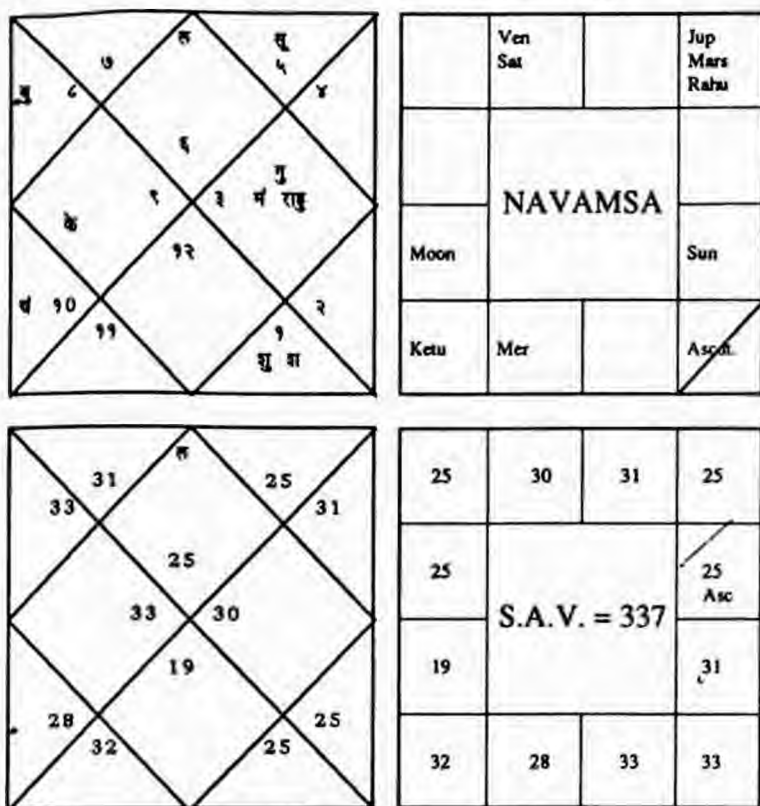 ल
सू
७
५
बु ८
४
६
गु
९ ३ मं राहु
के
१२
चं १०
२
११
१
शु श
Ven
Sat
Jup
Mars
Rahu
NAVAMSA
Moon
Sun
Ketu
Mer
Ascdt.
ल
31
25
33
31
25
33 30
19
28
25
32
25
25 30 31 25
25
25
Asc
S.A.V. = 337
19
31
32 28 33 33